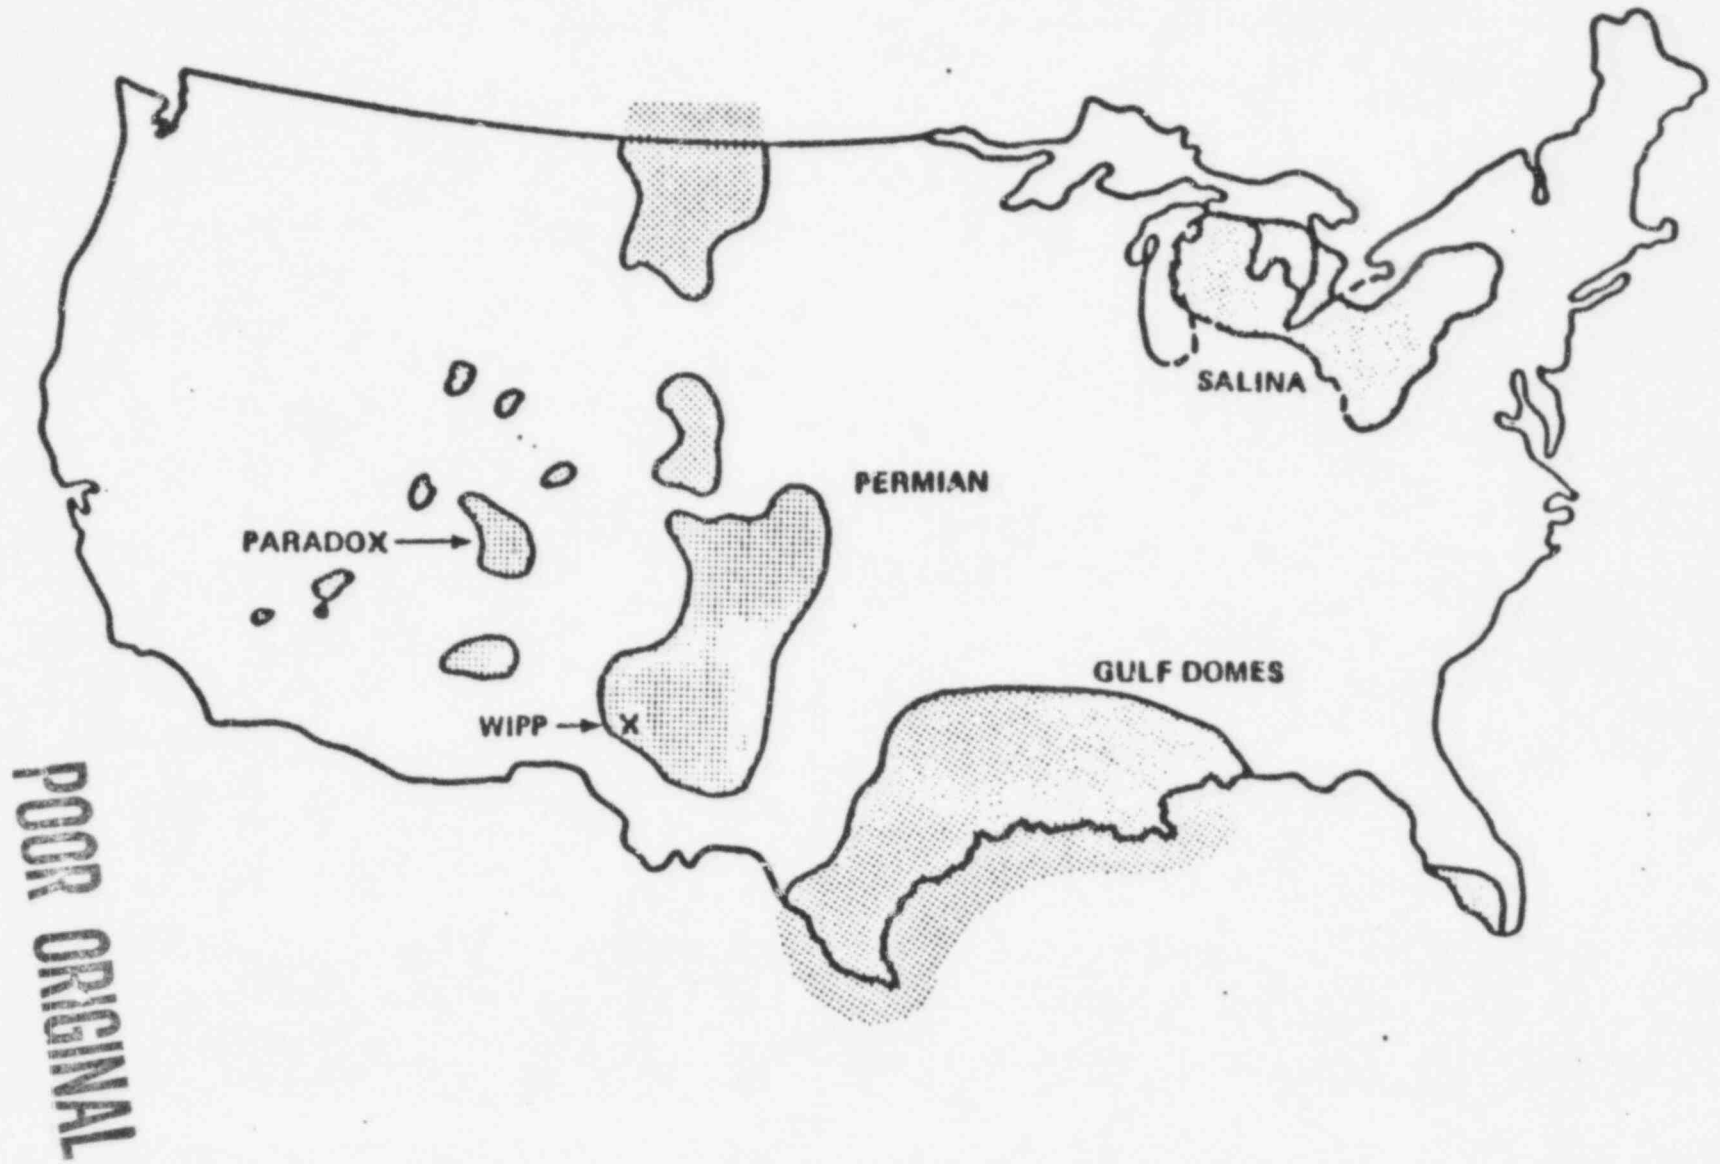 SALINA
PERMIAN
PARADOX
GULF DOMES
WIPP
X
POOR ORIGINAL